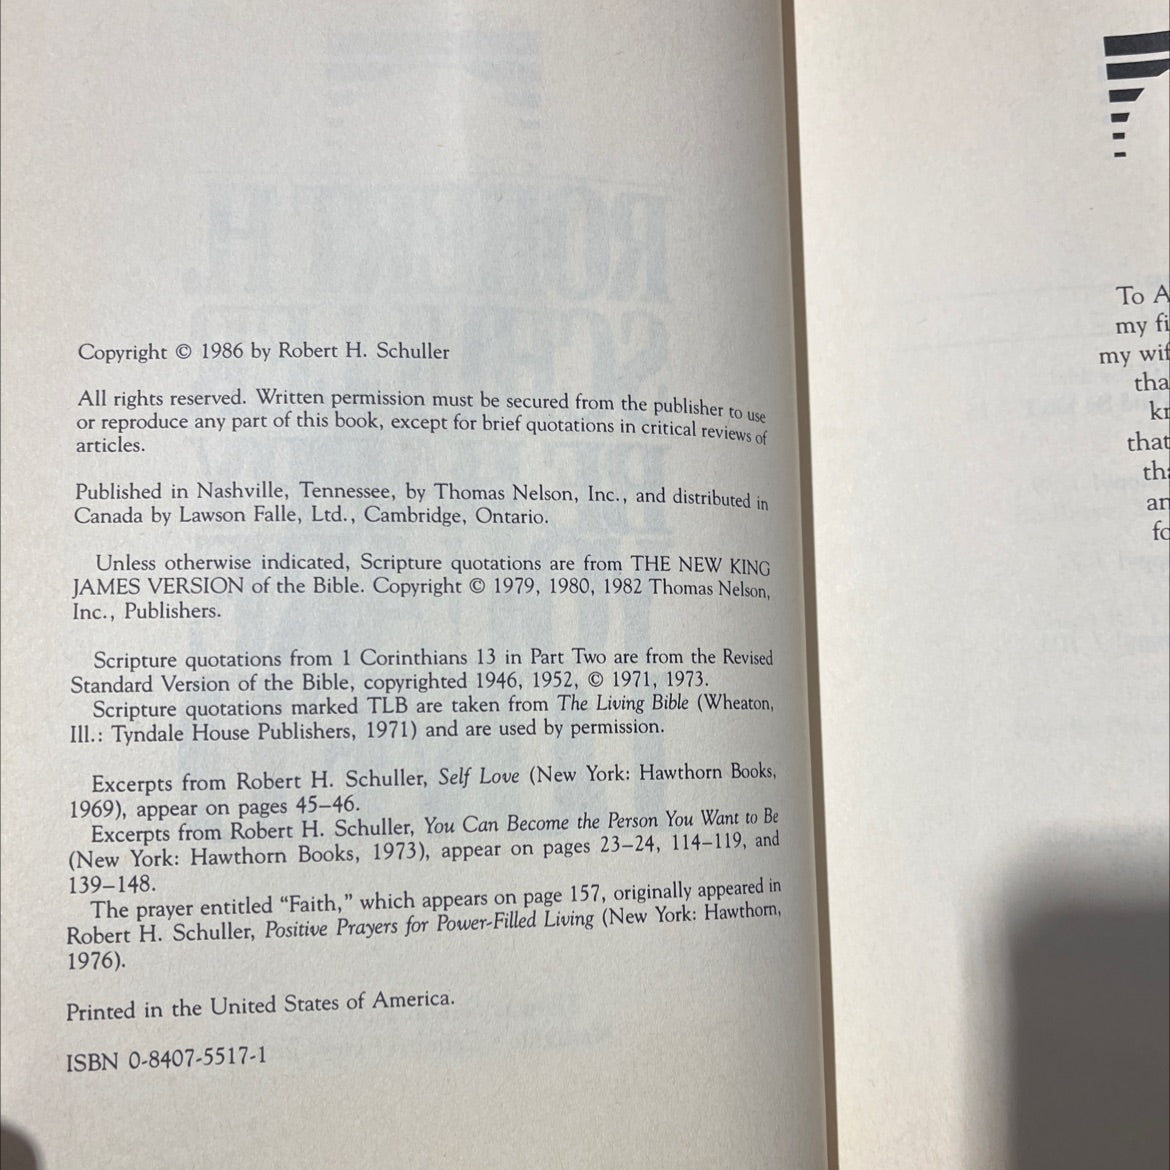 Copyright © 1986 by Robert H. Schuller
All rights reserved. Written permission must be secured from the publisher to use
or reproduce any part of this book, except for brief quotations in critical reviews of
articles.
Published in Nashville, Tennessee, by Thomas Nelson, Inc., and distributed in
Canada by Lawson Falle, Ltd., Cambridge, Ontario.
Unless otherwise indicated, Scripture quotations are from THE NEW KING
JAMES VERSION of the Bible. Copyright © 1979, 1980, 1982 Thomas Nelson,
Inc., Publishers.
Scripture quotations from 1 Corinthians 13 in Part Two are from the Revised
Standard Version of the Bible, copyrighted 1946, 1952, © 1971, 1973.
Scripture quotations marked TLB are taken from The Living Bible (Wheaton,
Ill.: Tyndale House Publishers, 1971) and are used by permission.
Excerpts from Robert H. Schuller, Self Love (New York: Hawthorn Books,
1969), appear on pages 45–46.
Excerpts from Robert H. Schuller, You Can Become the Person You Want to Be
(New York: Hawthorn Books, 1973), appear on pages 23–24, 114–119, and
139–148.
The prayer entitled “Faith,” which appears on page 157, originally appeared in
Robert H. Schuller, Positive Prayers for Power-Filled Living (New York: Hawthorn,
1976).
Printed in the United States of America.
ISBN 0-8407-5517-1
To A
my fi
my wif
tha
kr
that
tha
an
fo